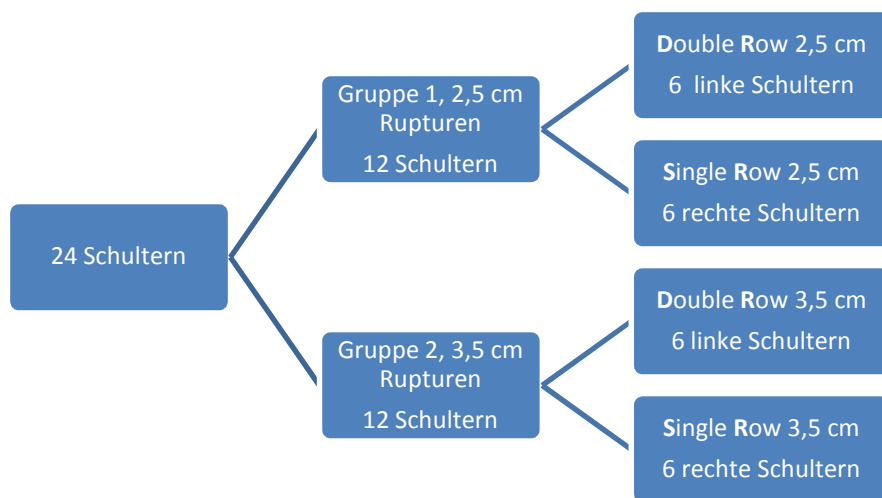 24 Schultern
Gruppe 1, 2,5 cm
Rupturen
12 Schultern
Gruppe 2, 3,5 cm
Rupturen
12 Schultern
Double Row 2,5 cm
6 linke Schultern
Single Row 2,5 cm
6 rechte Schultern
Double Row 3,5 cm
6 linke Schultern
Single Row 3,5 cm
6 rechte Schultern